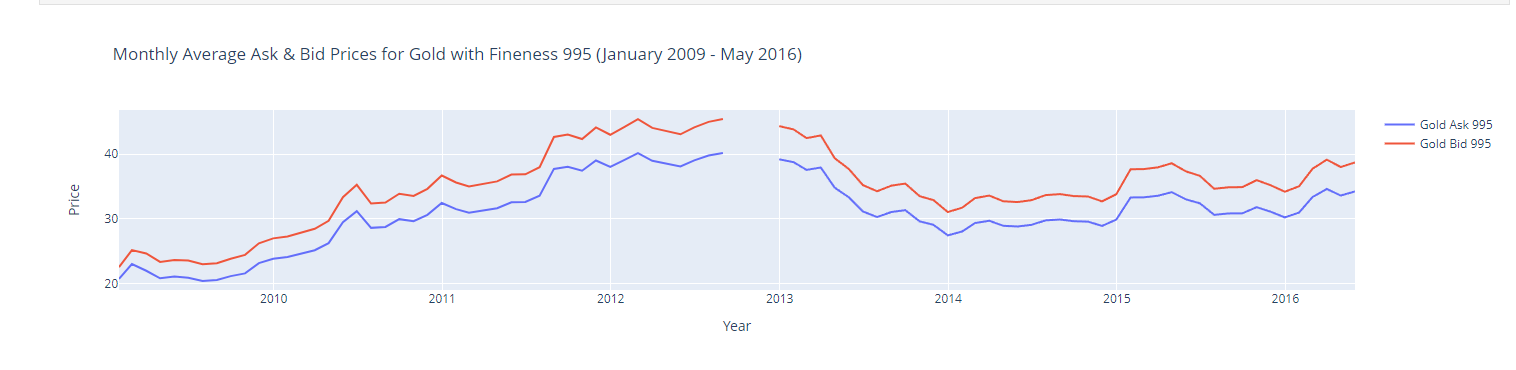 Monthly Average Ask & Bid Prices for Gold with Fineness 995 (January 2009 - May 2016)
Gold Ask 995
Gold Bid 995
Price
40
30
20
2010 2011 2012 2013 2014 2015 2016
Year